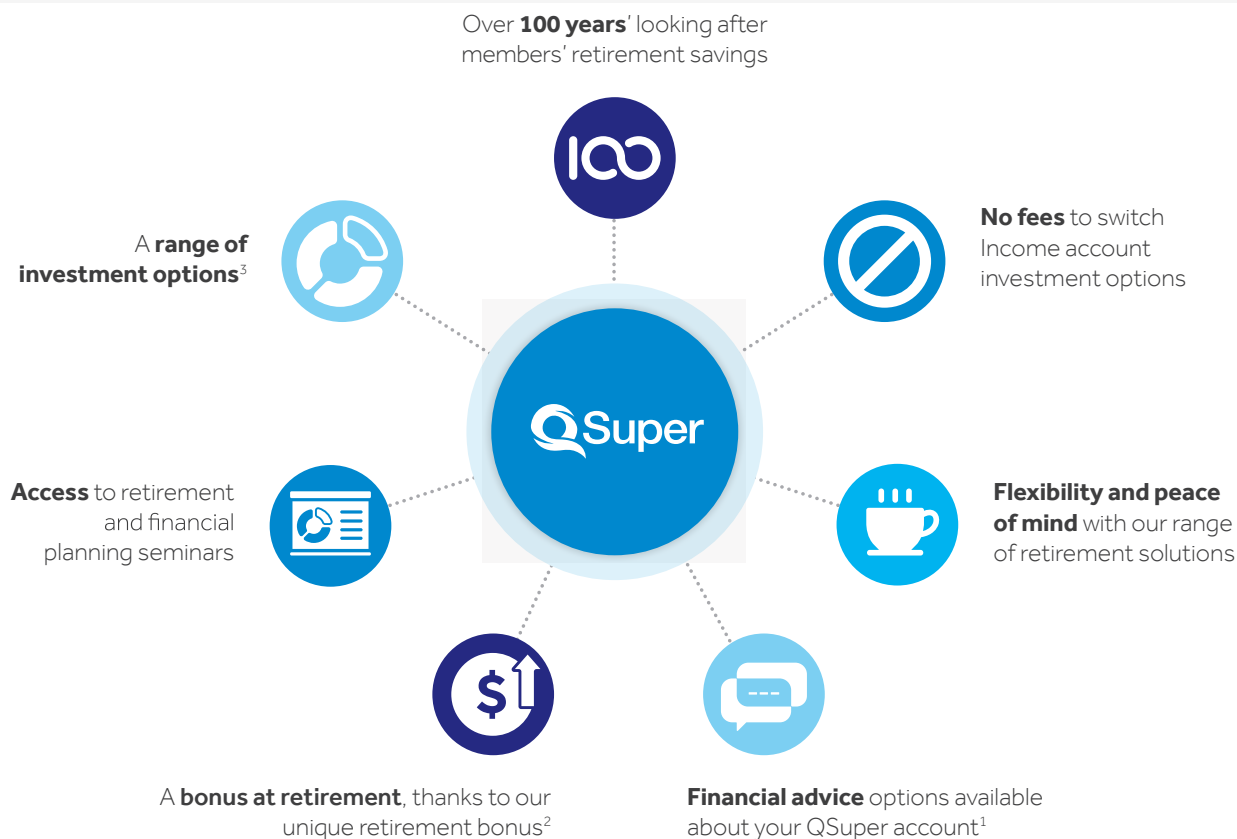 Over 100 years' looking after
members' retirement savings
100
No fees to switch
Income account
investment options
A range of
investment options³
QSuper
Flexibility and peace
of mind with our range
of retirement solutions
Access to retirement
and financial
planning seminars
$
A bonus at retirement, thanks to our
unique retirement bonus²
Financial advice options available
about your QSuper account¹